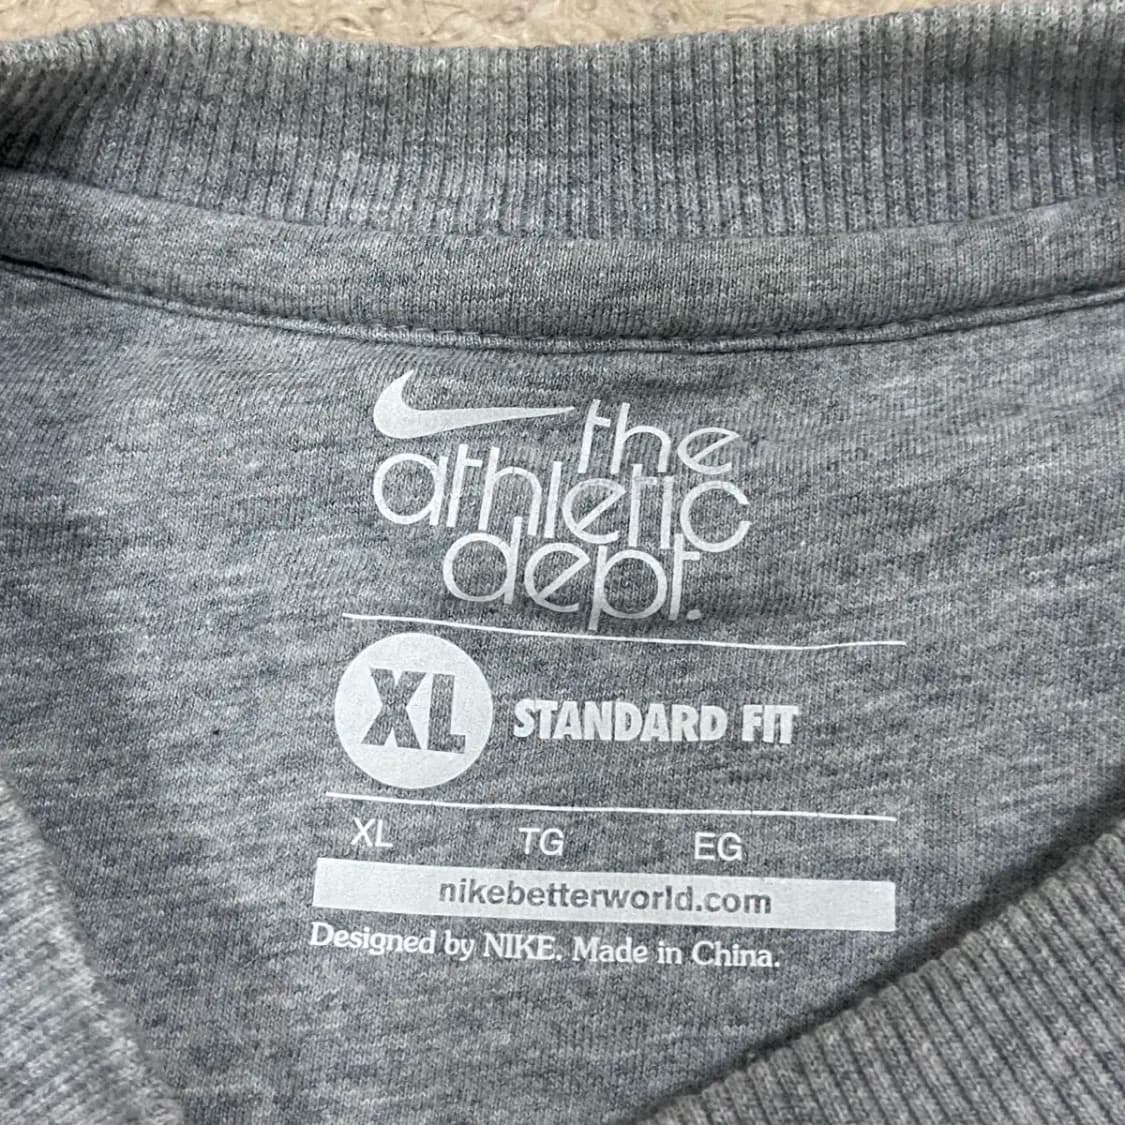 the
athletic
dept.
XL STANDARD FIT
XL TG EG
nikebetterworld.com
Designed by NIKE. Made in China.